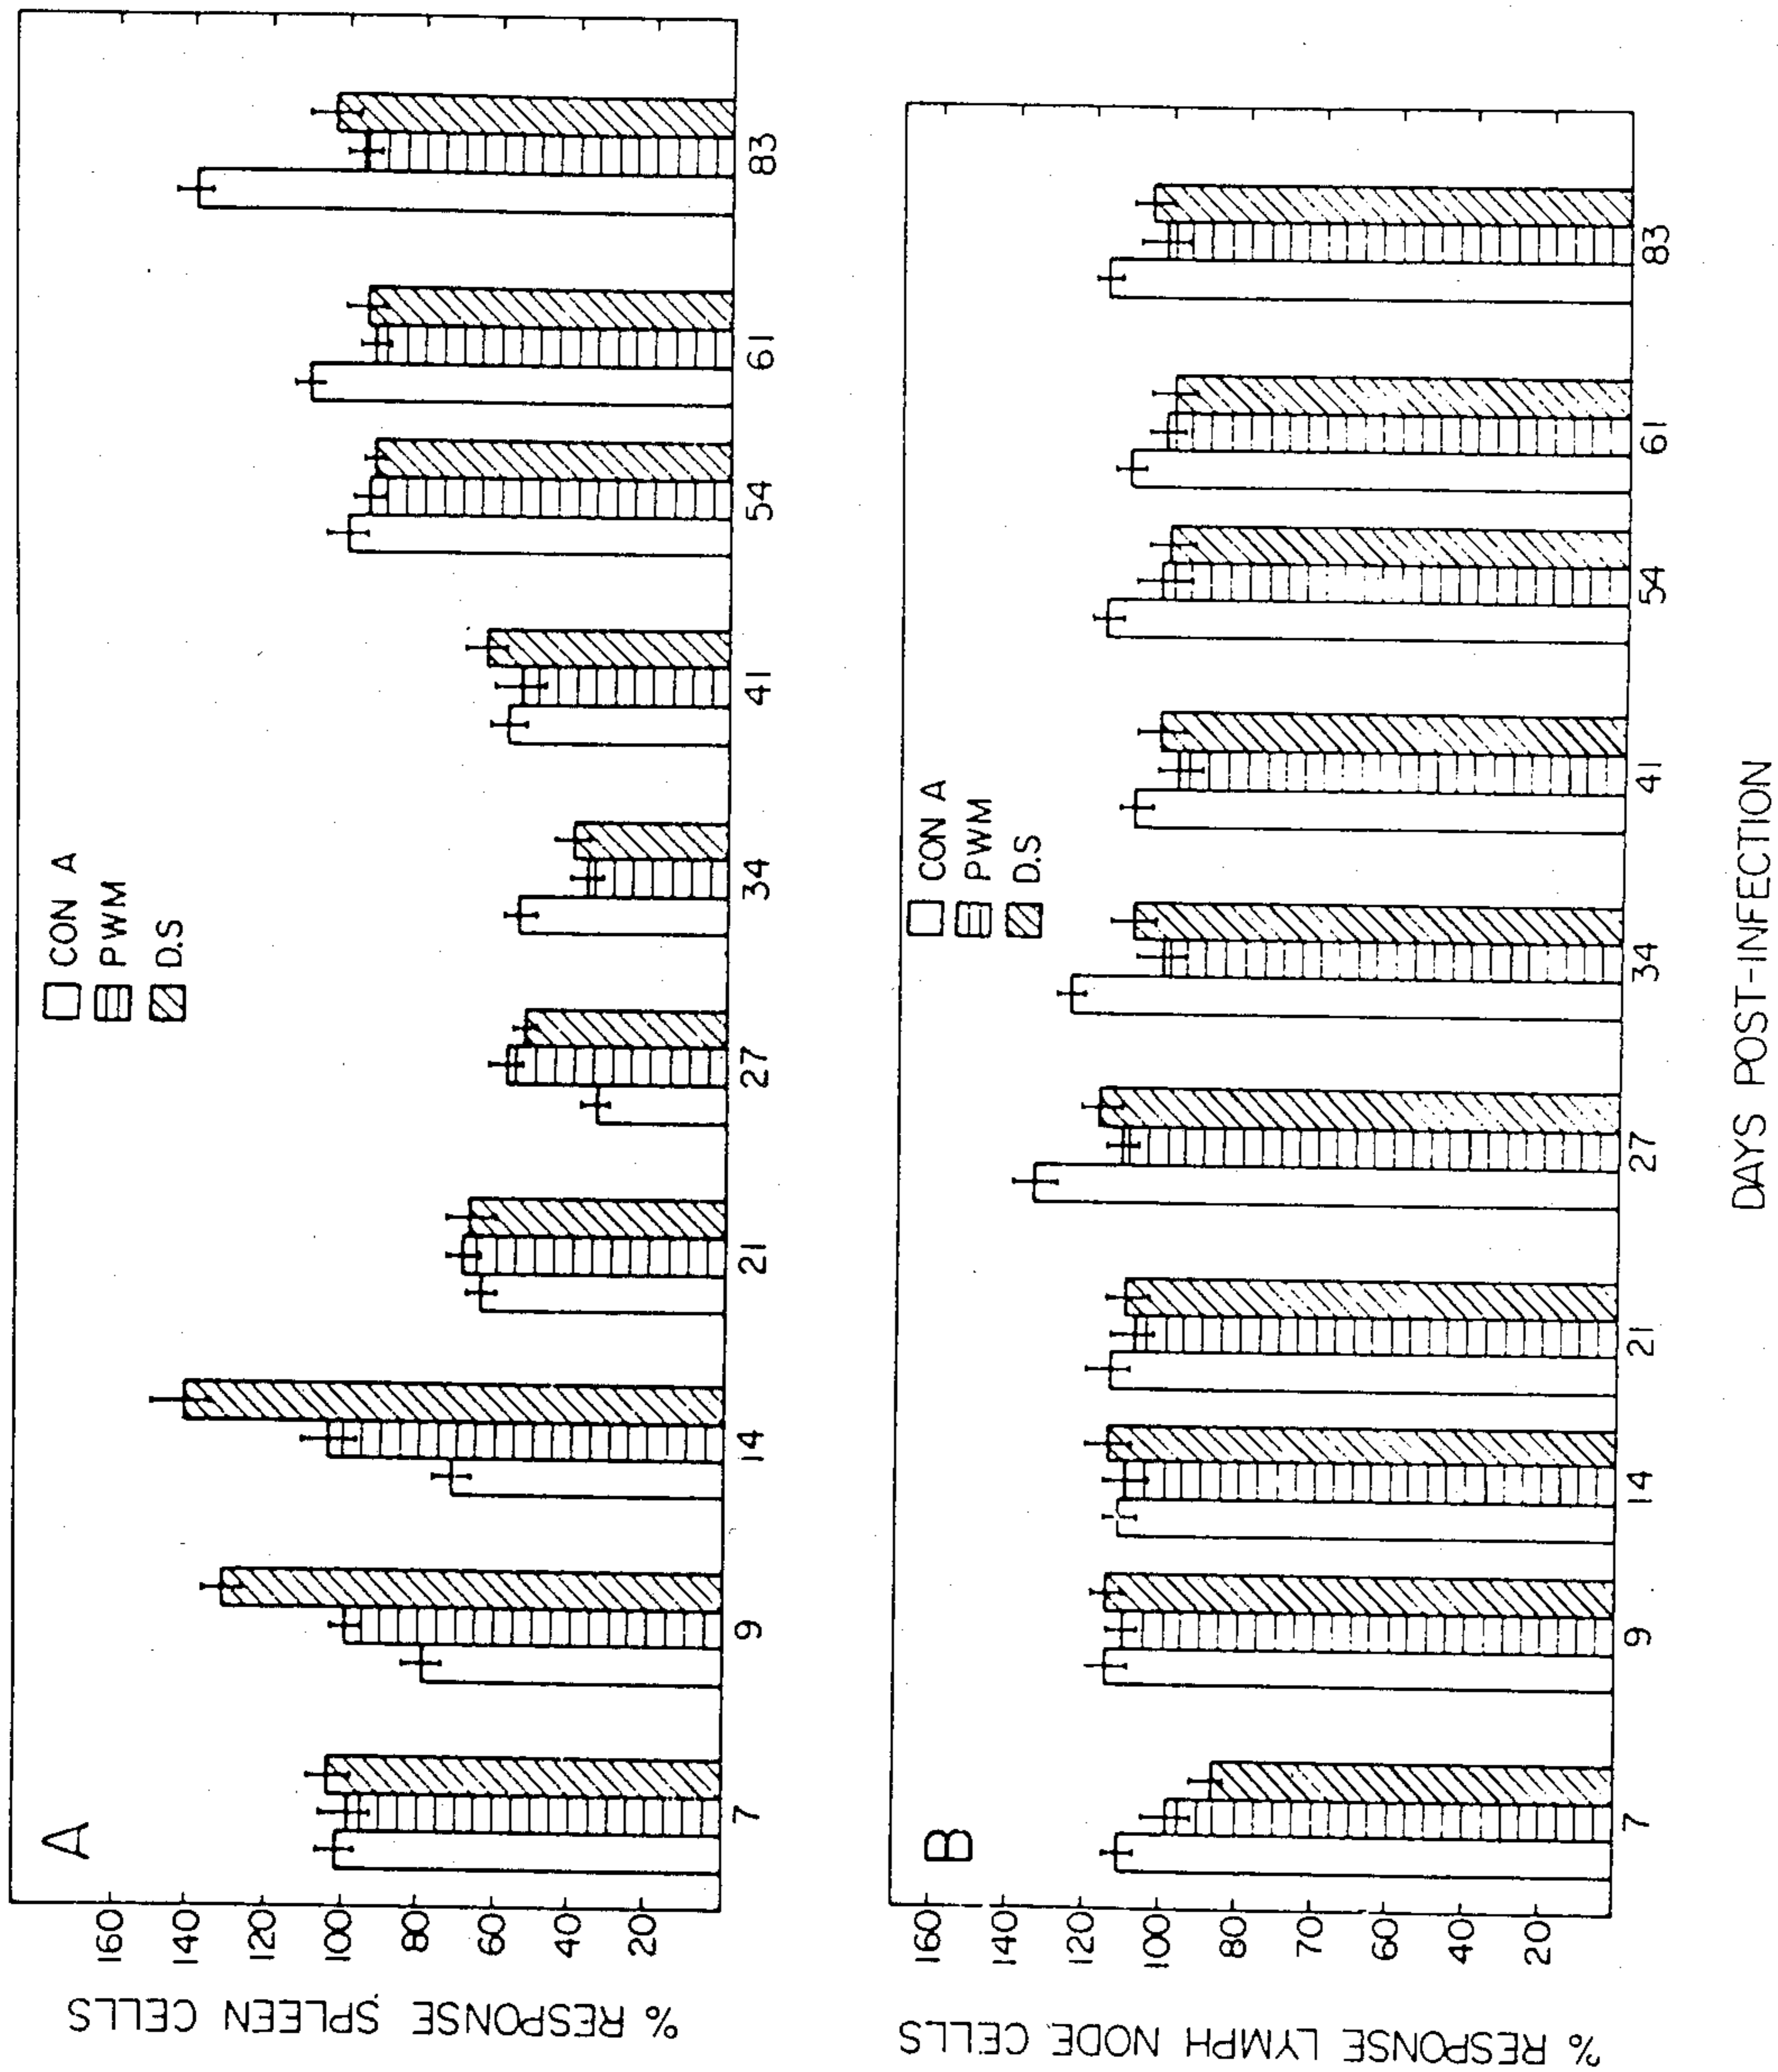 A
% RESPONSE SPLEEN CELLS
160
140
120
100
80
60
40
20
CON A
PWM
D.S
7 9 14 21 27 34 41 54 61 83
B
% RESPONSE LYMPH NODE CELLS
160
140
120
100
80
70
60
40
20
CON A
PWM
D.S
7 9 14 21 27 34 41 54 61 83
DAYS POST-INFECTION